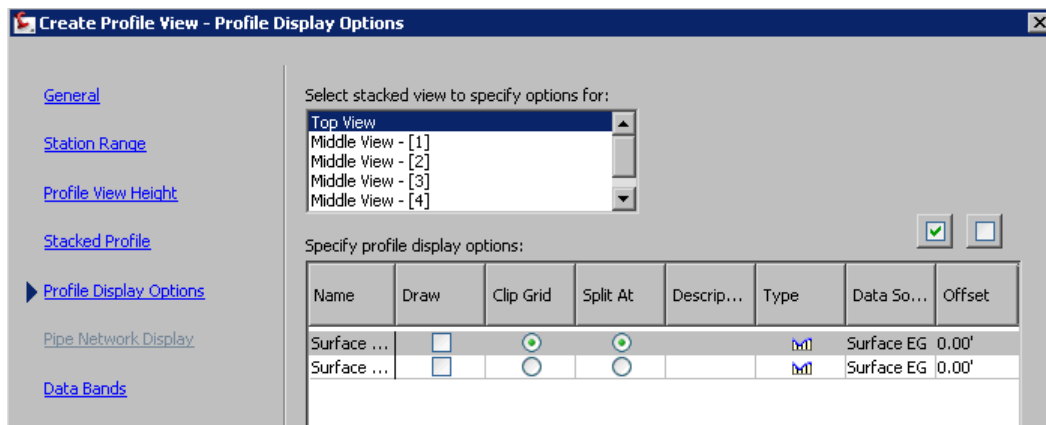 Create Profile View - Profile Display Options
General
Station Range
Profile View Height
Stacked Profile
Profile Display Options
Pipe Network Display
Data Bands
Select stacked view to specify options for:
Top View
Middle View - [1]
Middle View - [2]
Middle View - [3]
Middle View - [4]
Specify profile display options:
Name Draw Clip Grid Split At Descrip... Type Data So... Offset
Surface ... Surface EG 0.00'
Surface ... Surface EG 0.00'